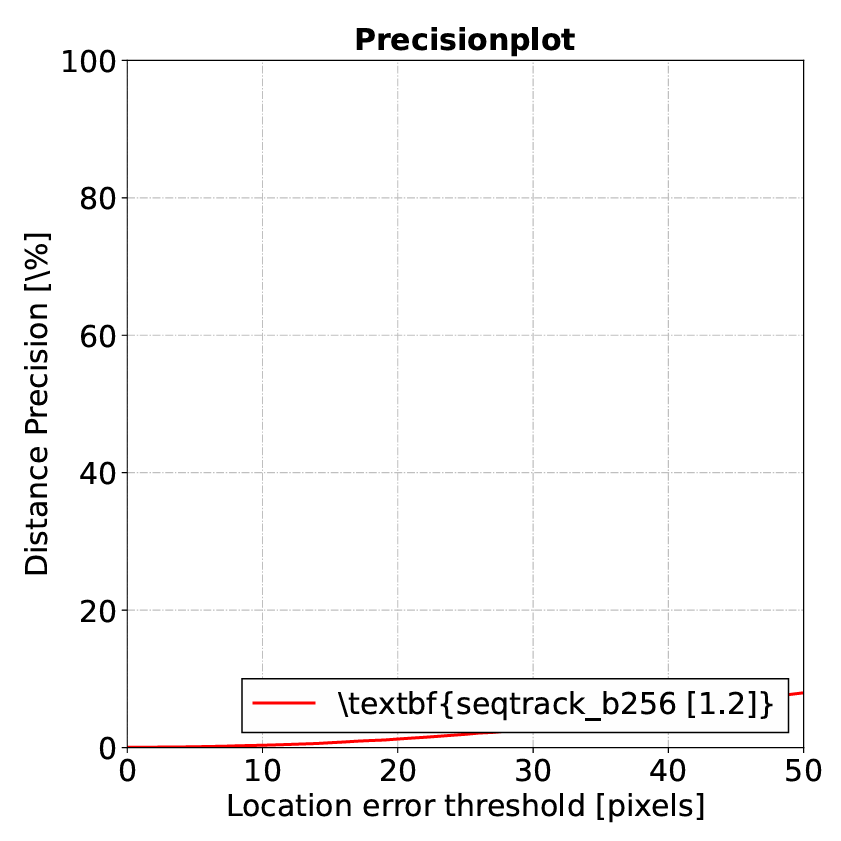 Precisionplot
100
80
60
40
20
0
Distance Precision [\%]
\textbf{seqtrack_b256 [1.2]}
0 10 20 30 40 50
Location error threshold [pixels]